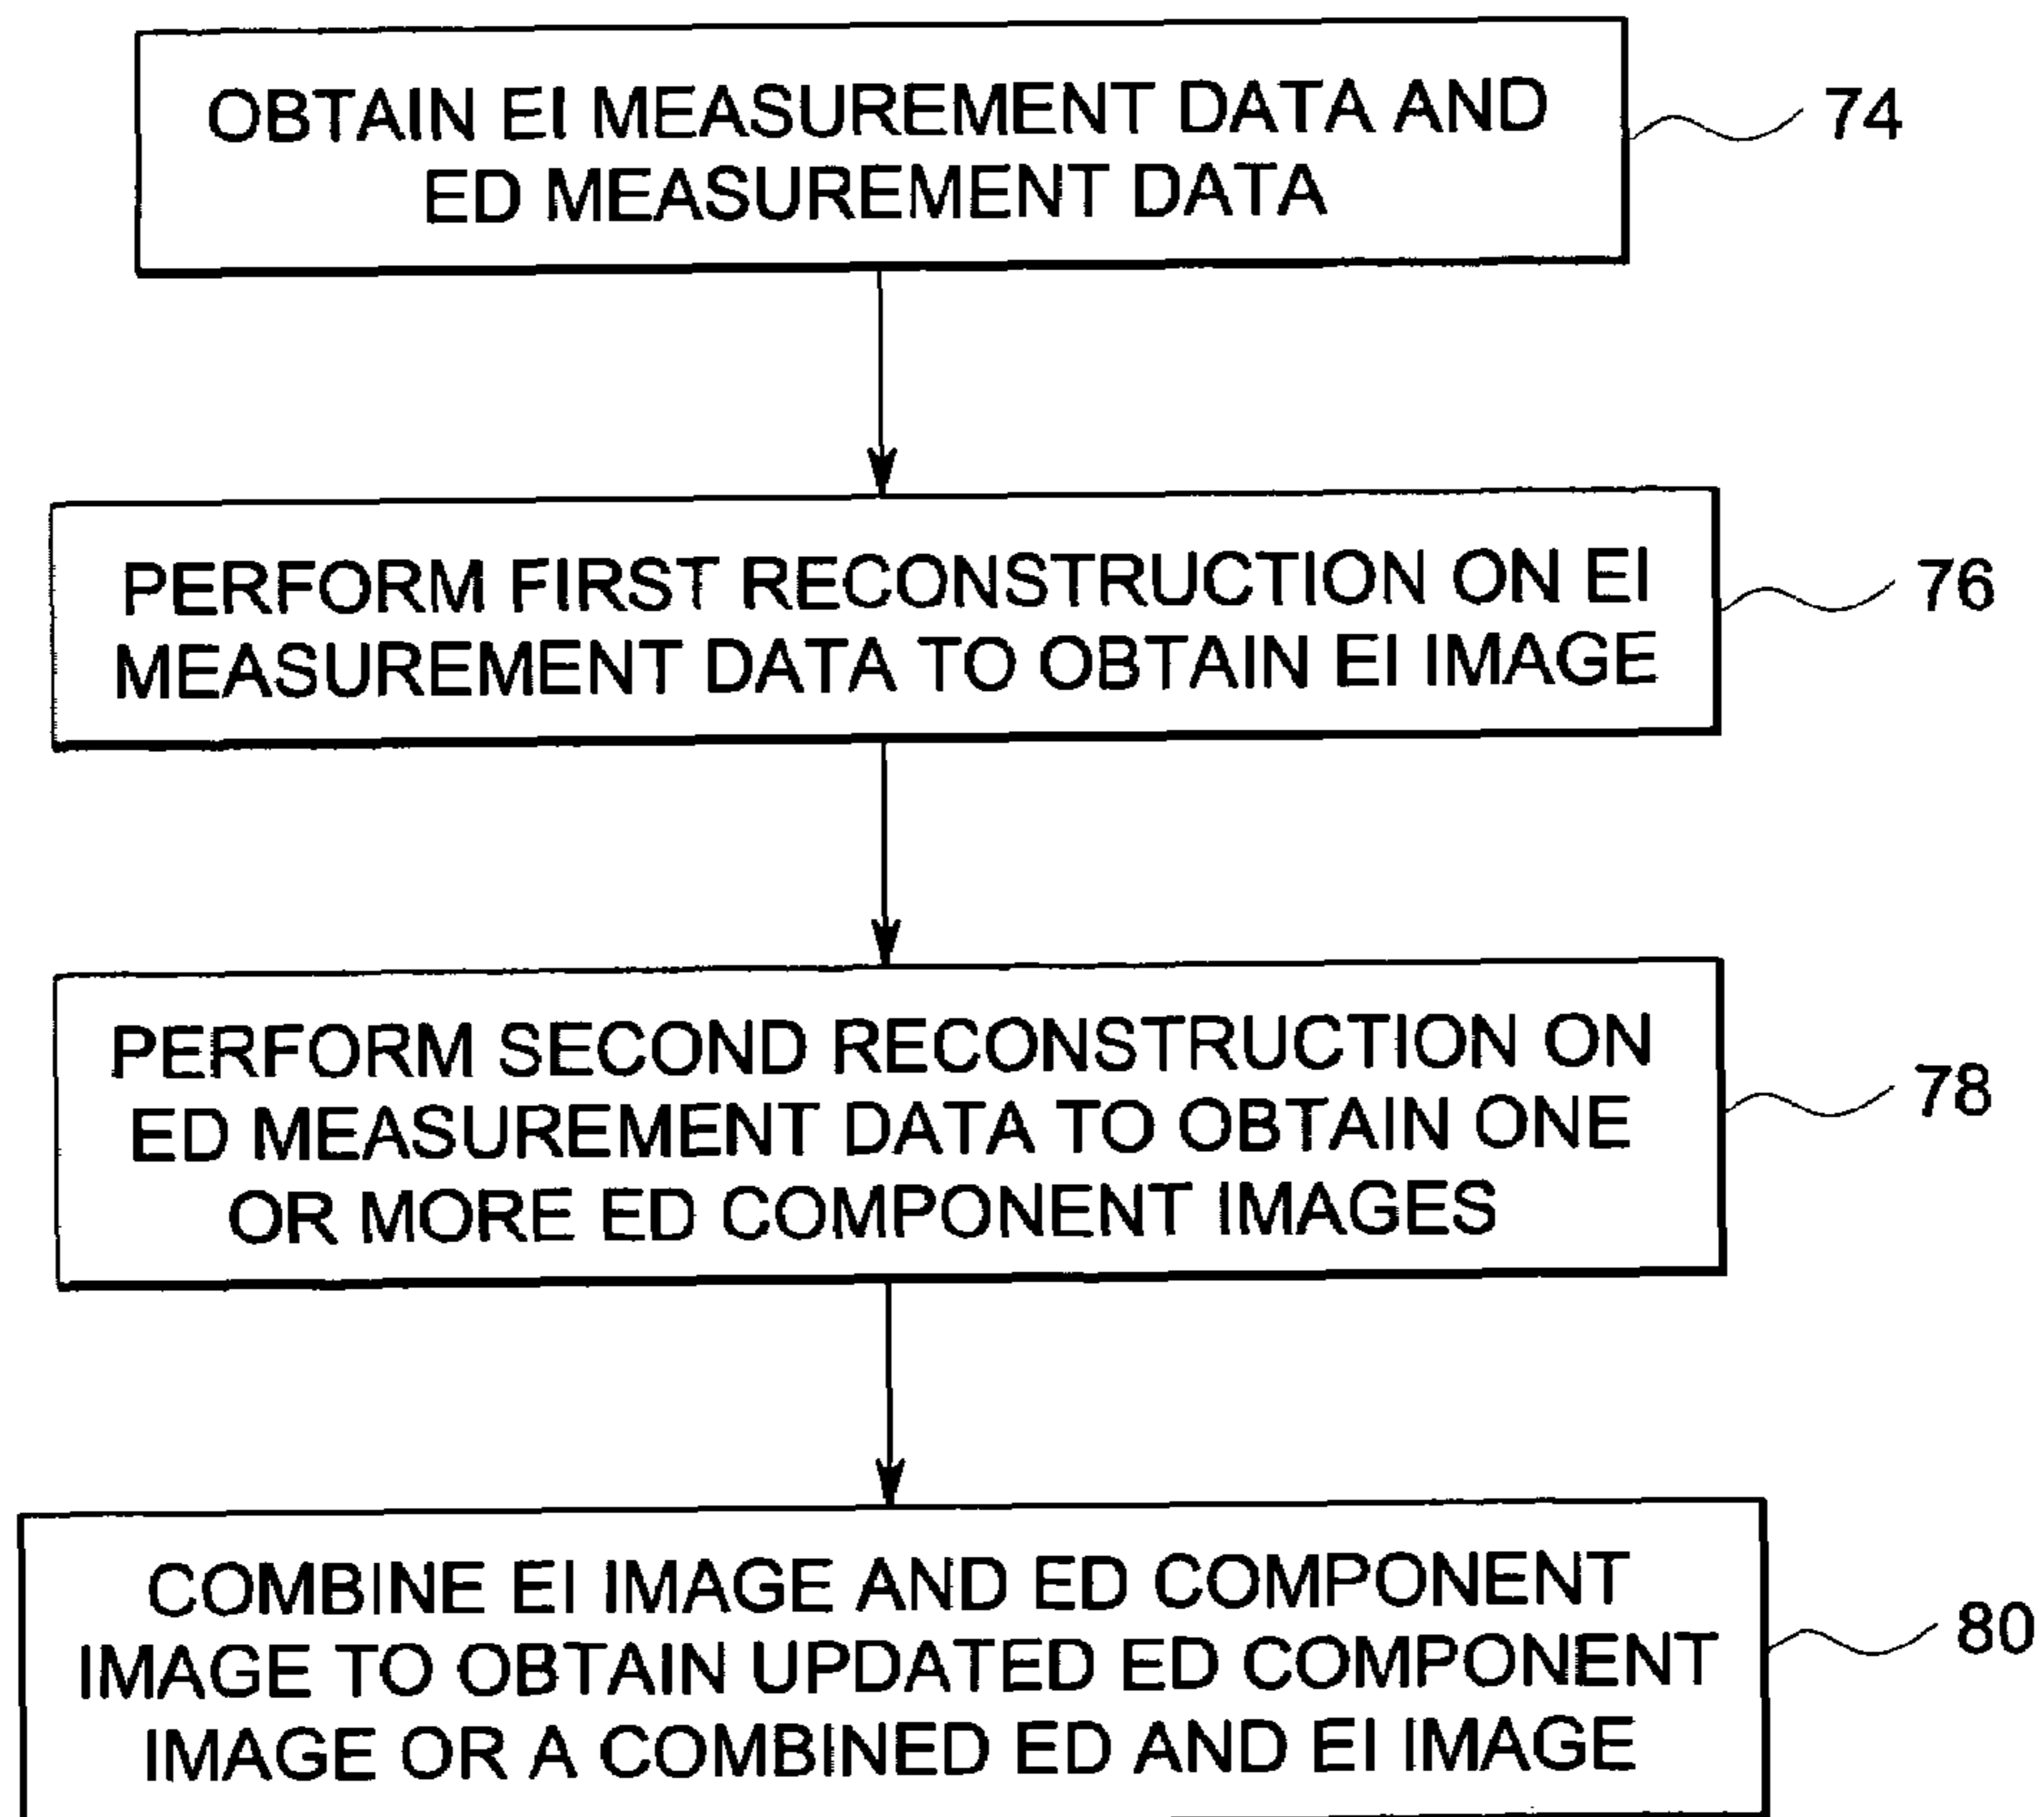 OBTAIN EI MEASUREMENT DATA AND
ED MEASUREMENT DATA
74
PERFORM FIRST RECONSTRUCTION ON EI
MEASUREMENT DATA TO OBTAIN EI IMAGE
76
PERFORM SECOND RECONSTRUCTION ON
ED MEASUREMENT DATA TO OBTAIN ONE
OR MORE ED COMPONENT IMAGES
78
COMBINE EI IMAGE AND ED COMPONENT
IMAGE TO OBTAIN UPDATED ED COMPONENT
IMAGE OR A COMBINED ED AND EI IMAGE
80